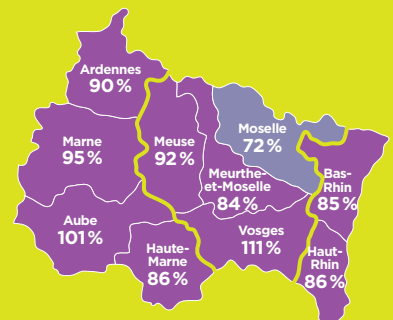 Ardennes
90 %
Marne
95 %
Meuse
92 %
Moselle
72 %
Meurthe-
et-Moselle
84 %
Bas-
Rhin
85 %
Aube
101 %
Haute-
Marne
86 %
Vosges
111 %
Haut-
Rhin
86 %